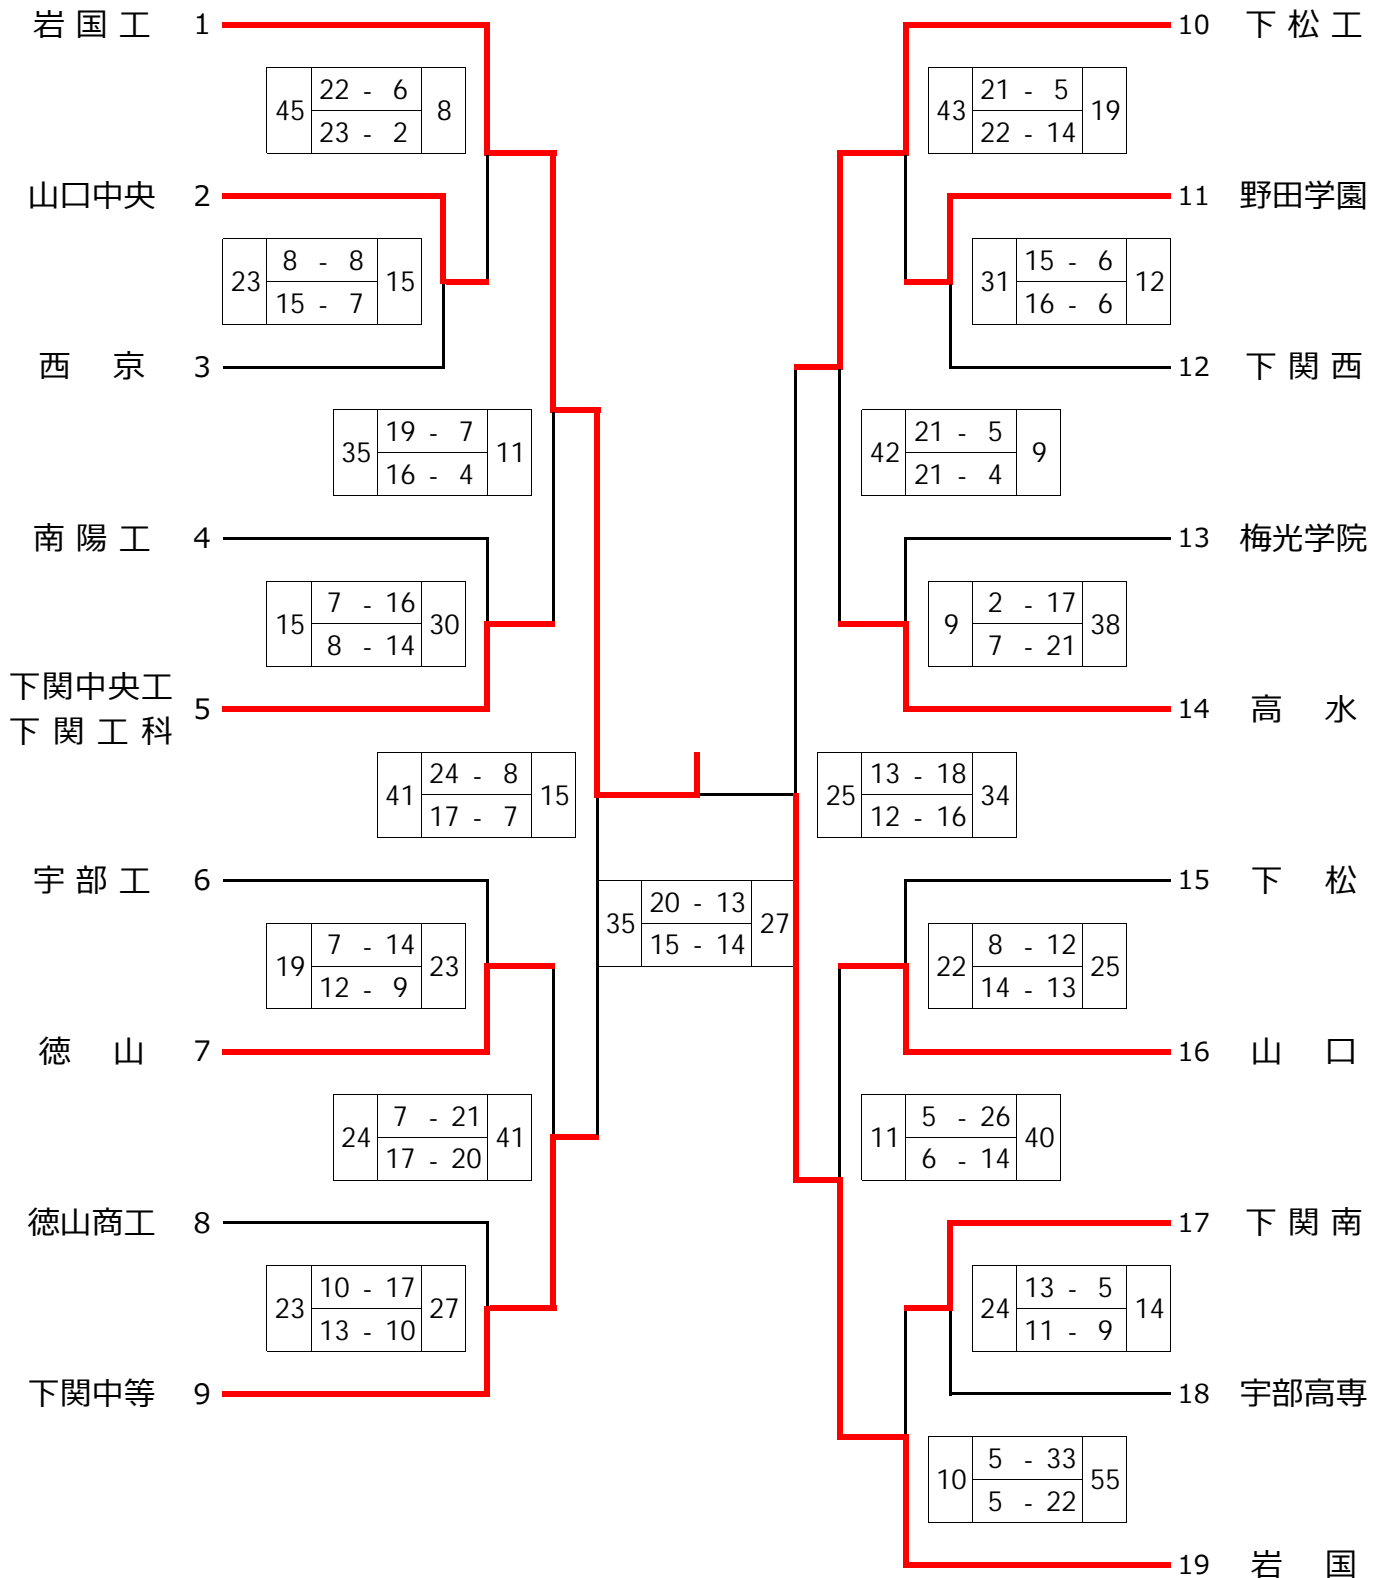 岩国工 1
45 22 - 6 8
23 - 2
山口中央 2
23 8 - 8 15
15 - 7
西京 3
35 19 - 7 11
16 - 4
南陽工 4
15 7 - 16 30
8 - 14
下関中央工
下関工科 5
41 24 - 8 15
17 - 7
宇部工 6
19 7 - 14 23
12 - 9
徳山 7
24 7 - 21 41
17 - 20
徳山商工 8
23 10 - 17 27
13 - 10
下関中等 9
35 20 - 13 27
15 - 14
10 下松工
43 21 - 5 19
22 - 14
11 野田学園
31 15 - 6 12
16 - 6
12 下関西
42 21 - 5 9
21 - 4
13 梅光学院
9 2 - 17 38
7 - 21
14 高水
25 13 - 18 34
12 - 16
15 下松
22 8 - 12 25
14 - 13
16 山口
11 5 - 26 40
6 - 14
17 下関南
24 13 - 5 14
11 - 9
18 宇部高専
10 5 - 33 55
5 - 22
19 岩国